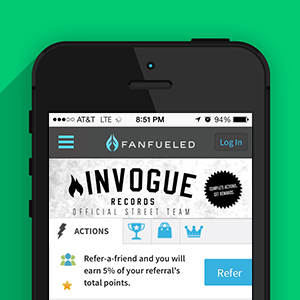 AT&T LTE 8:51 PM 94%
FANFUELED Log In
INVOGUE
RECORDS
OFFICIAL STREET TEAM
COMPLETE ACTIONS.
GET REWARDS.
ACTIONS
Refer-a-friend and you will
earn 5% of your referral's
total points.
Refer